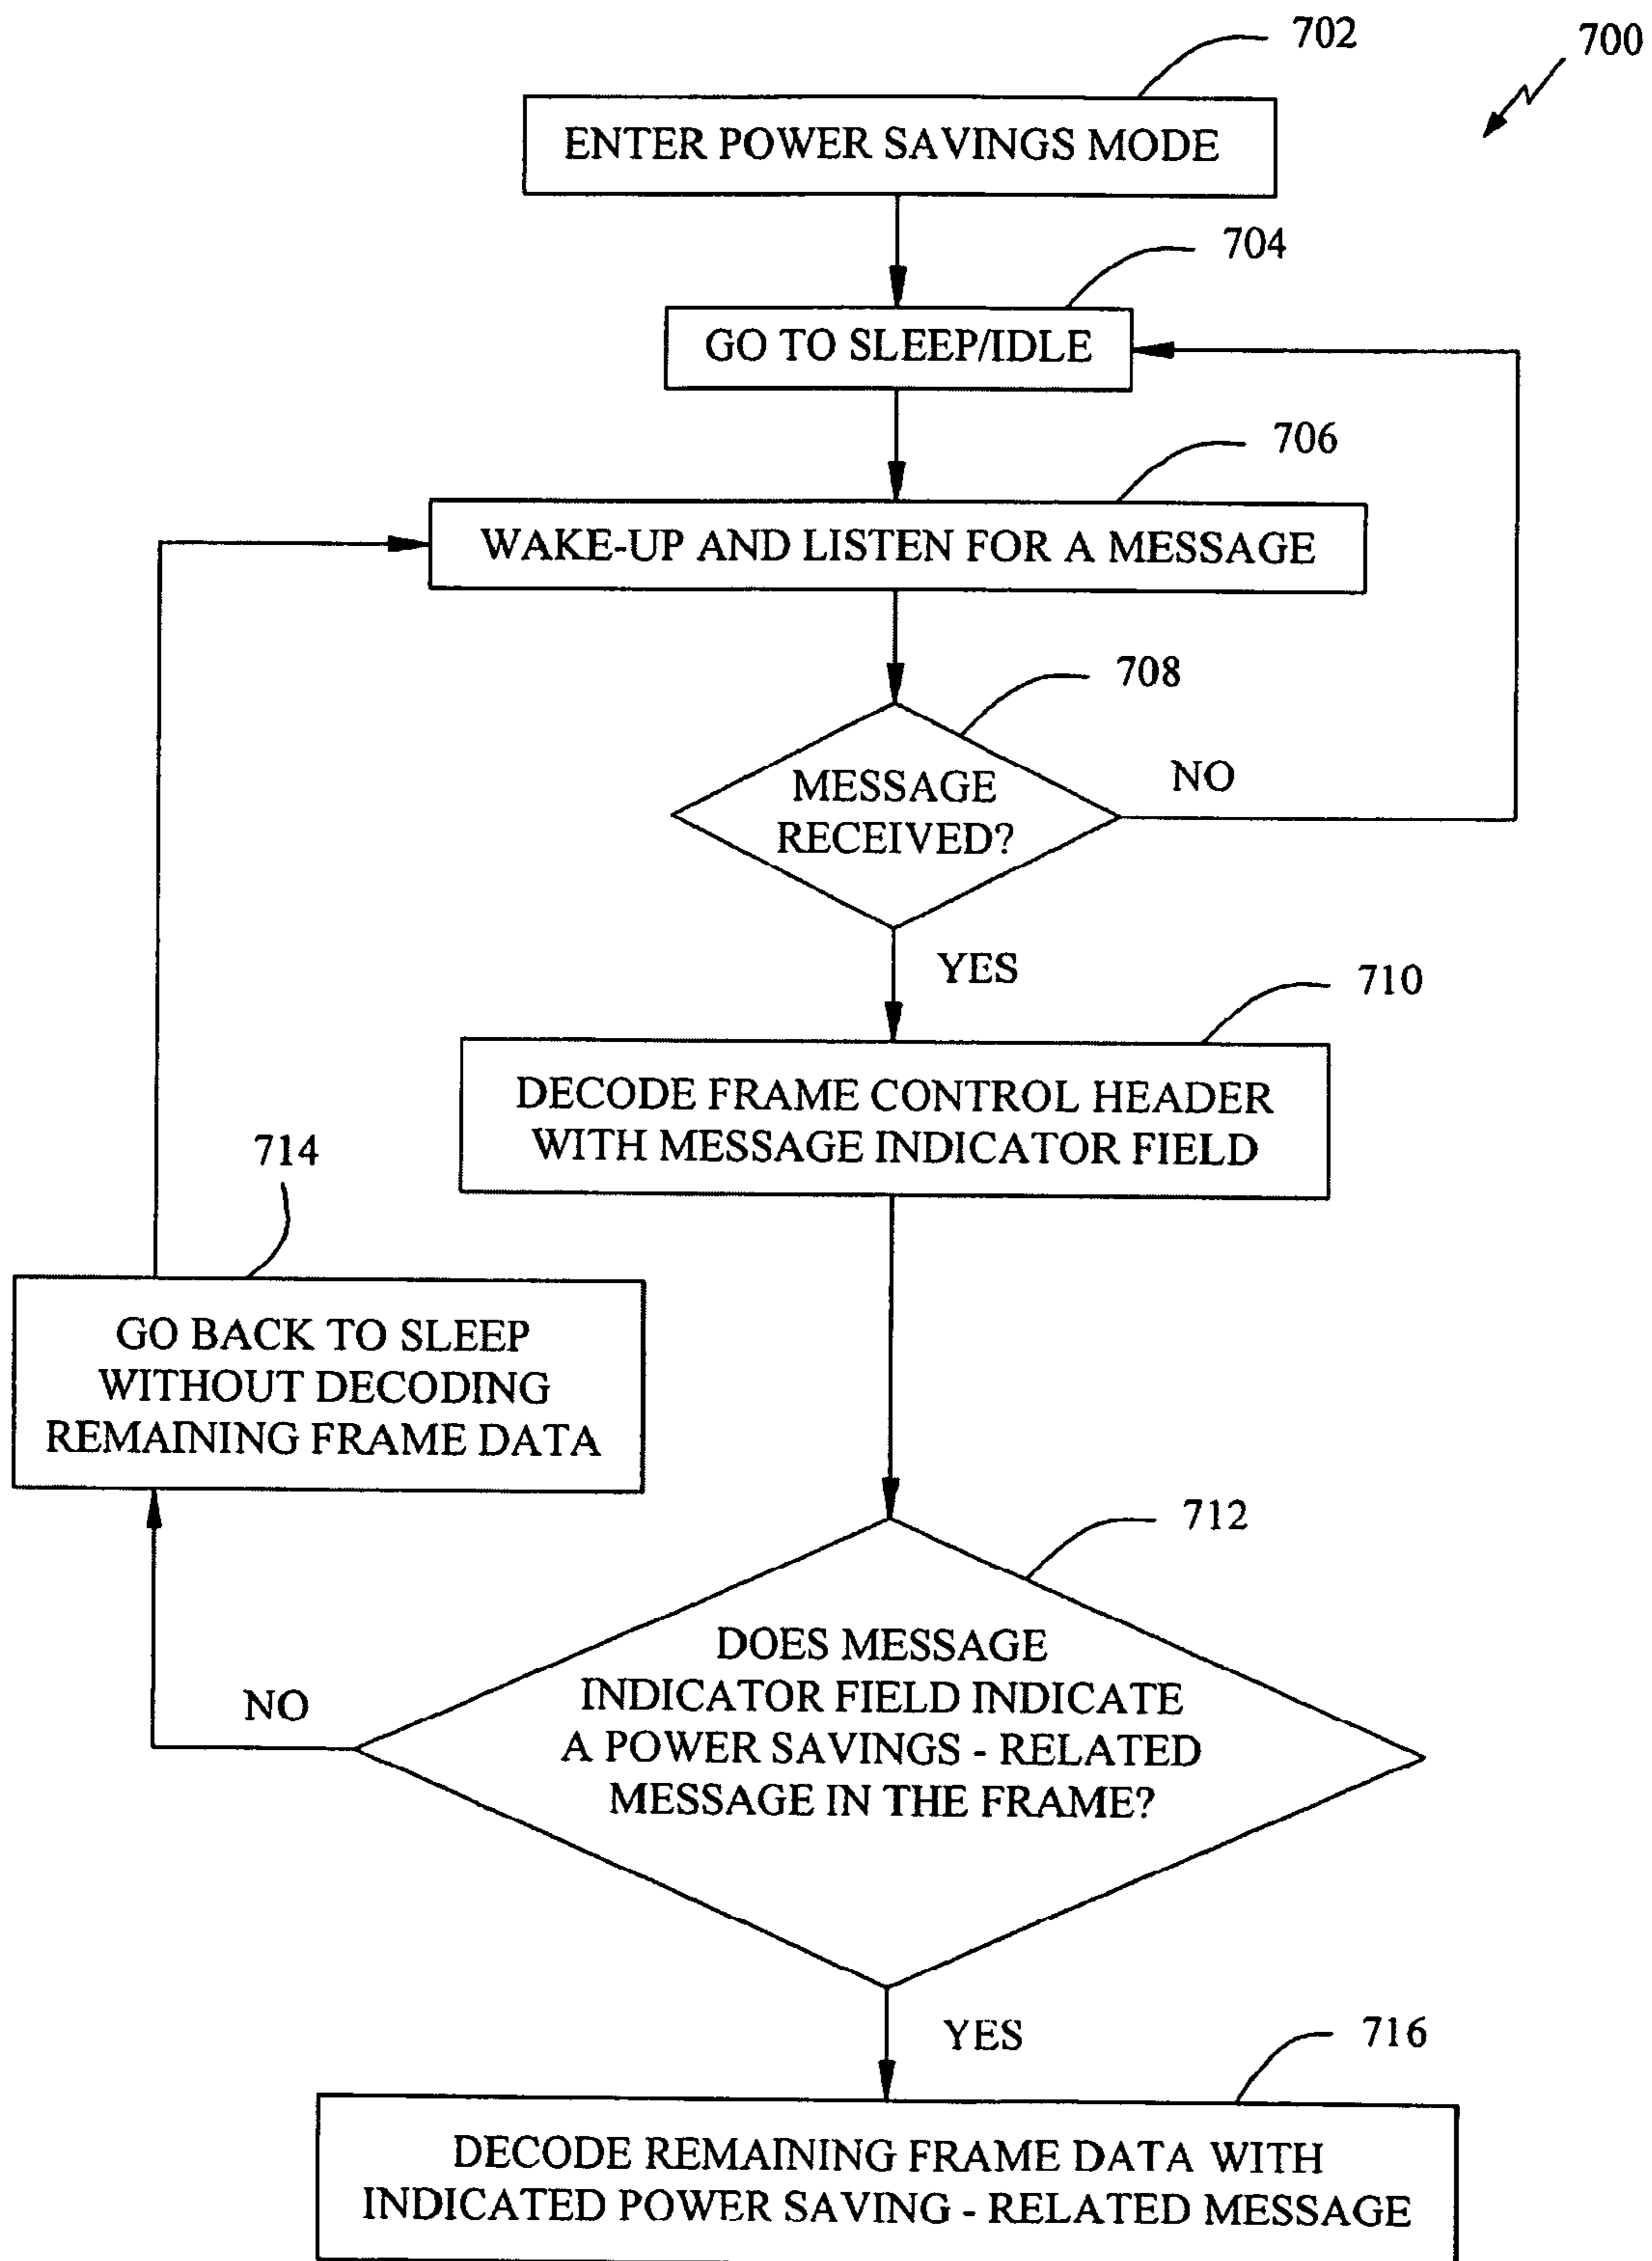 702
700
ENTER POWER SAVINGS MODE
704
GO TO SLEEP/IDLE
706
WAKE-UP AND LISTEN FOR A MESSAGE
708
MESSAGE
RECEIVED?
NO
YES
710
DECODE FRAME CONTROL HEADER
WITH MESSAGE INDICATOR FIELD
714
GO BACK TO SLEEP
WITHOUT DECODING
REMAINING FRAME DATA
712
DOES MESSAGE
INDICATOR FIELD INDICATE
A POWER SAVINGS - RELATED
MESSAGE IN THE FRAME?
NO
YES
716
DECODE REMAINING FRAME DATA WITH
INDICATED POWER SAVING - RELATED MESSAGE